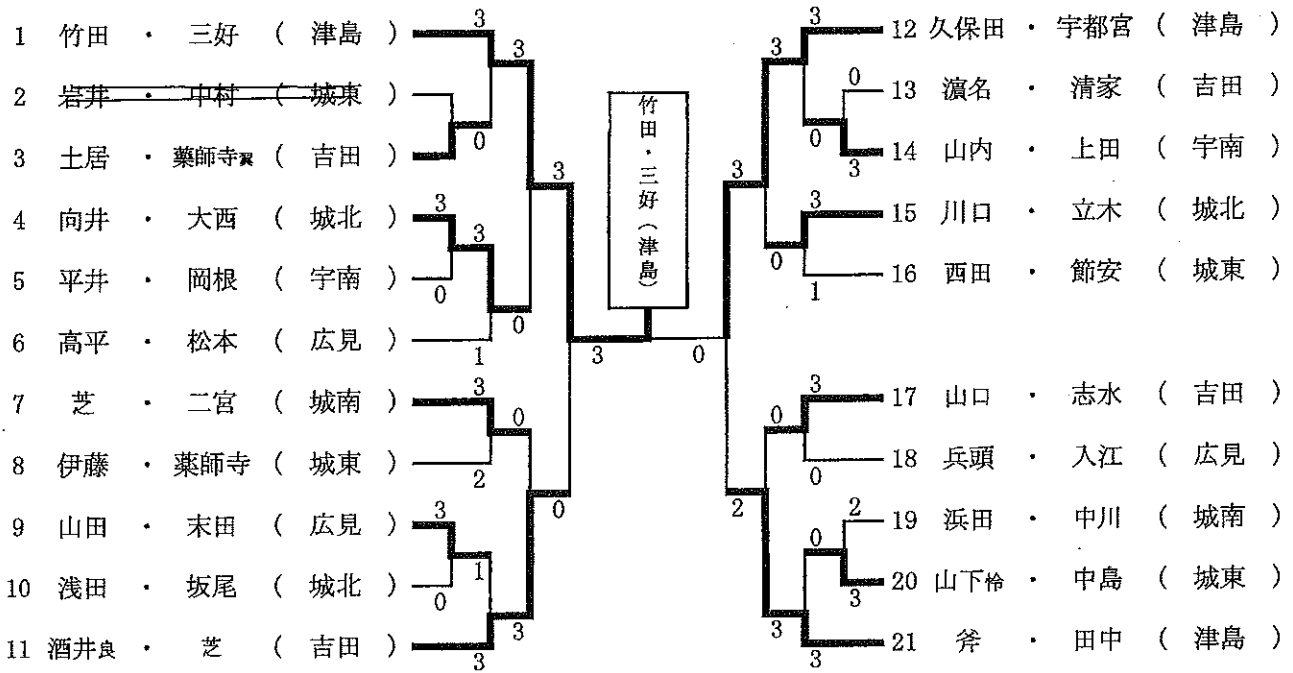 1 竹田 ・ 三好 ( 津島 )
2 岩井 ・ 中村 ( 城東 )
3 土居 ・ 薬師寺翼 ( 吉田 )
4 向井 ・ 大西 ( 城北 )
5 平井 ・ 岡根 ( 宇南 )
6 高平 ・ 松本 ( 広見 )
7 芝 ・ 二宮 ( 城南 )
8 伊藤 ・ 薬師寺 ( 城東 )
9 山田 ・ 末田 ( 広見 )
10 浅田 ・ 坂尾 ( 城北 )
11 酒井良 ・ 芝 ( 吉田 )
3
3
0
3
3
3
0
0
1
3
0
2
0
3
1
0
3
3
3
竹田・三好(津島)
0
3
3
0
0
3
3
3
0
1
3
0
0
2
2
0
3
3
3
12 久保田 ・ 宇都宮 ( 津島 )
13 濵名 ・ 清家 ( 吉田 )
14 山内 ・ 上田 ( 宇南 )
15 川口 ・ 立木 ( 城北 )
16 西田 ・ 節安 ( 城東 )
17 山口 ・ 志水 ( 吉田 )
18 兵頭 ・ 入江 ( 広見 )
19 浜田 ・ 中川 ( 城南 )
20 山下怜 ・ 中島 ( 城東 )
21 斧 ・ 田中 ( 津島 )